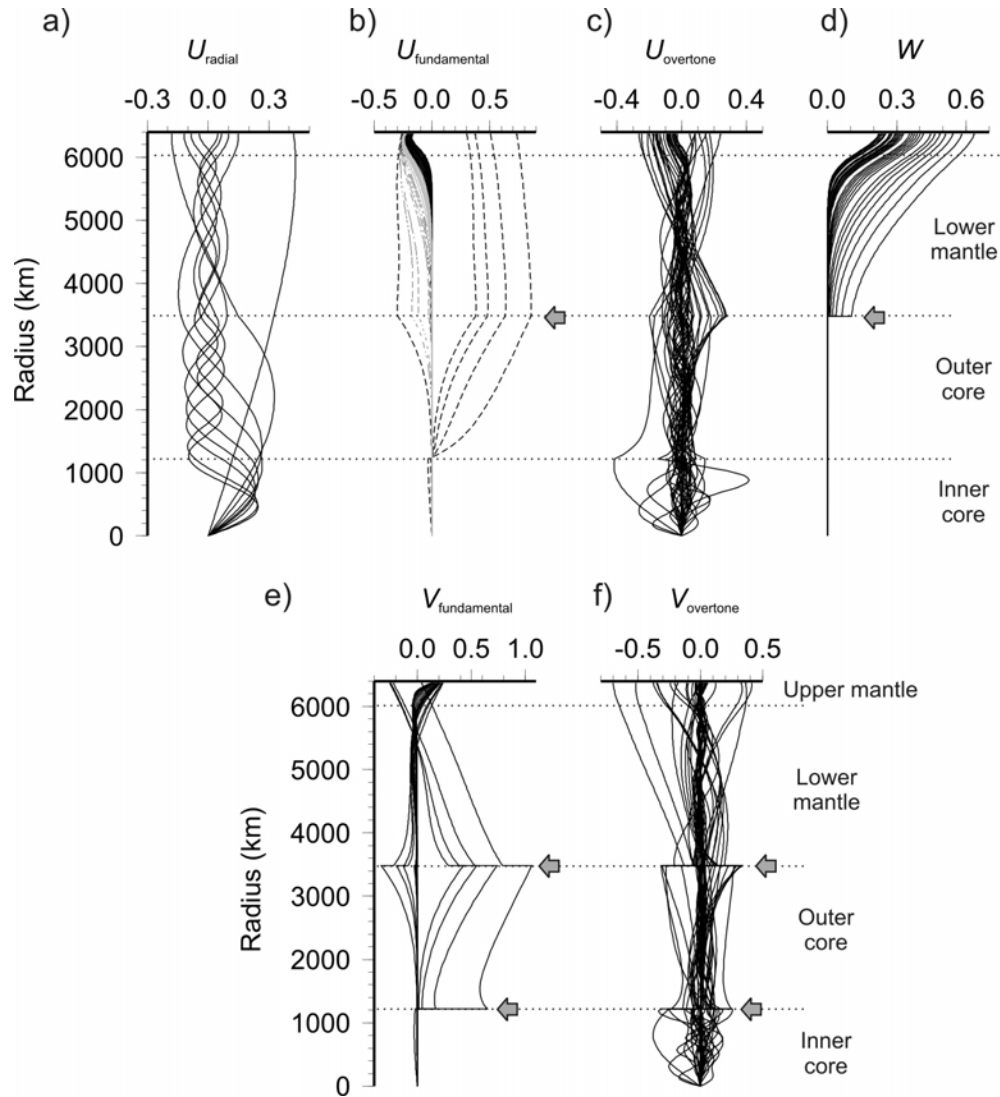 a) b) c) d)
U radial U fundamental U overtone W
-0.3 0.0 0.3 -0.5 0.0 0.5 -0.4 0.0 0.4 0.0 0.3 0.6
6000
5000
4000
3000
2000
1000
0
Radius (km)
Lower
mantle
Outer
core
Inner
core
e) f)
V fundamental V overtone
0.0 0.5 1.0 -0.5 0.0 0.5
6000
5000
4000
3000
2000
1000
0
Radius (km)
Upper mantle
Lower
mantle
Outer
core
Inner
core